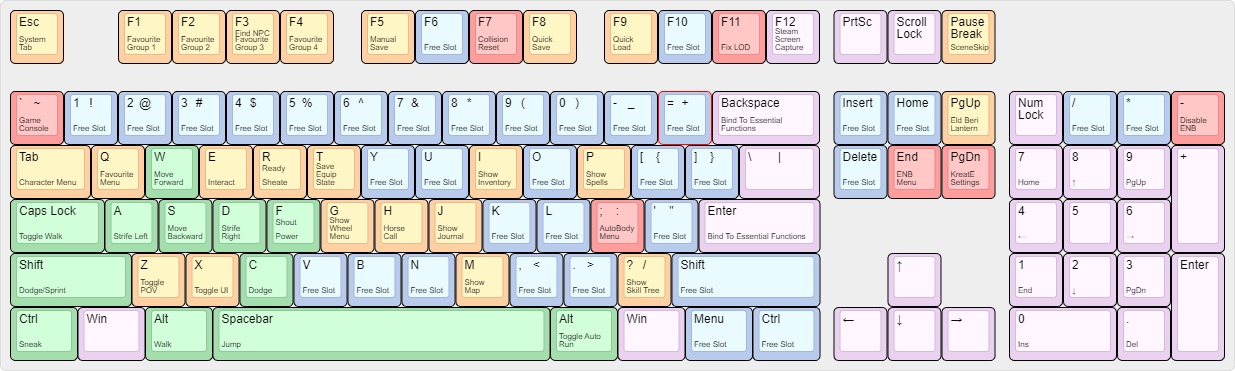 Esc
System
Tab
F1
Favourite
Group 1
F2
Favourite
Group 2
F3
Find NPC
Favourite
Group 3
F4
Favourite
Group 4
F5
Manual
Save
F6
Free Slot
F7
Collision
Reset
F8
Quick
Save
F9
Quick
Load
F10
Free Slot
F11
Fix LOD
F12
Steam
Screen
Capture
PrtSc
Scroll
Lock
Pause
Break
SceneSkip
` ~
Game
Console
1 !
Free Slot
2 @
Free Slot
3 #
Free Slot
4 $
Free Slot
5 %
Free Slot
6 ^
Free Slot
7 &
Free Slot
8 *
Free Slot
9 (
Free Slot
0 )
Free Slot
- _
Free Slot
= +
Free Slot
Backspace
Bind To Essential
Functions
Insert
Free Slot
Home
Free Slot
PgUp
Eld Beri
Lantern
Num
Lock
/
Free Slot
*
Free Slot
-
Disable
ENB
Tab
Character Menu
Q
Favourite
Menu
W
Move
Forward
E
Interact
R
Ready
Sheate
T
Save
Equip
State
Y
Free Slot
U
Free Slot
I
Show
Inventory
O
Free Slot
P
Show
Spells
[ {
Free Slot
] }
Free Slot
\ |
Delete
Free Slot
End
ENB
Menu
PgDn
KreatE
Settings
7
Home
8
↑
9
PgUp
+
Caps Lock
Toggle Walk
A
Strife Left
S
Move
Backward
D
Strife
Right
F
Shout
Power
G
Show
Wheel
Menu
H
Horse
Call
J
Show
Journal
K
Free Slot
L
Free Slot
; :
AutoBody
Menu
' "
Free Slot
Enter
Bind To Essential Functions
4
←
5
6
→
Shift
Dodge/Sprint
Z
Toggle
POV
X
Toggle UI
C
Dodge
V
Free Slot
B
Free Slot
N
Free Slot
M
Show
Map
, <
Free Slot
. >
Free Slot
? /
Show
Skill Tree
Shift
Free Slot
↑
1
End
2
↓
3
PgDn
Enter
Ctrl
Sneak
Win
Alt
Walk
Spacebar
Jump
Alt
Toggle Auto
Run
Win
Menu
Free Slot
Ctrl
Free Slot
←
↓
→
0
Ins
.
Del